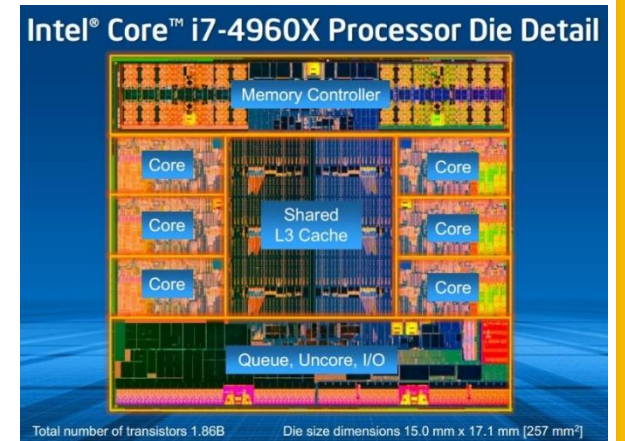 Intel® Core™ i7-4960X Processor Die Detail
Memory Controller
Core
Core
Shared
L3 Cache
Core
Core
Core
Core
Queue, Uncore, I/O
Total number of transistors 1.86B
Die size dimensions 15.0 mm x 17.1 mm [257 mm²]